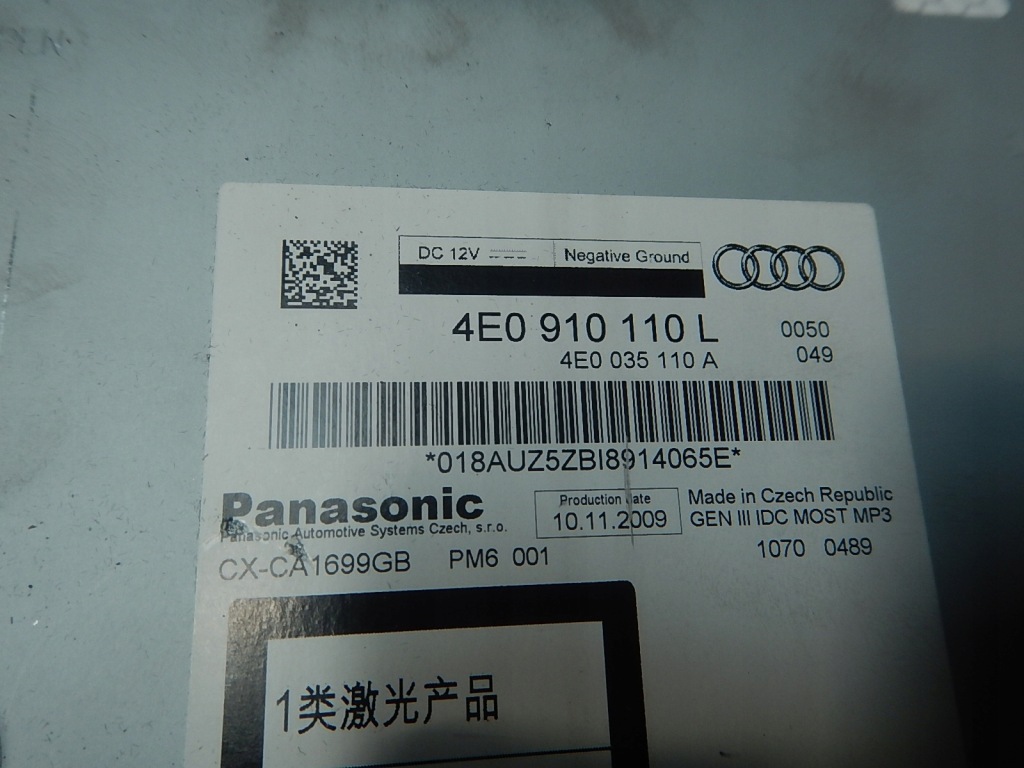 DC 12V Negative Ground
4E0 910 110 L 0050
4E0 035 110 A 049
*018AUZ5ZBI8914065E*
Panasonic
Panasonic Automotive Systems Czech, s.r.o.
Production date
10.11.2009
Made in Czech Republic
GEN III IDC MOST MP3
CX-CA1699GB PM6 001
1070 0489
1类激光产品